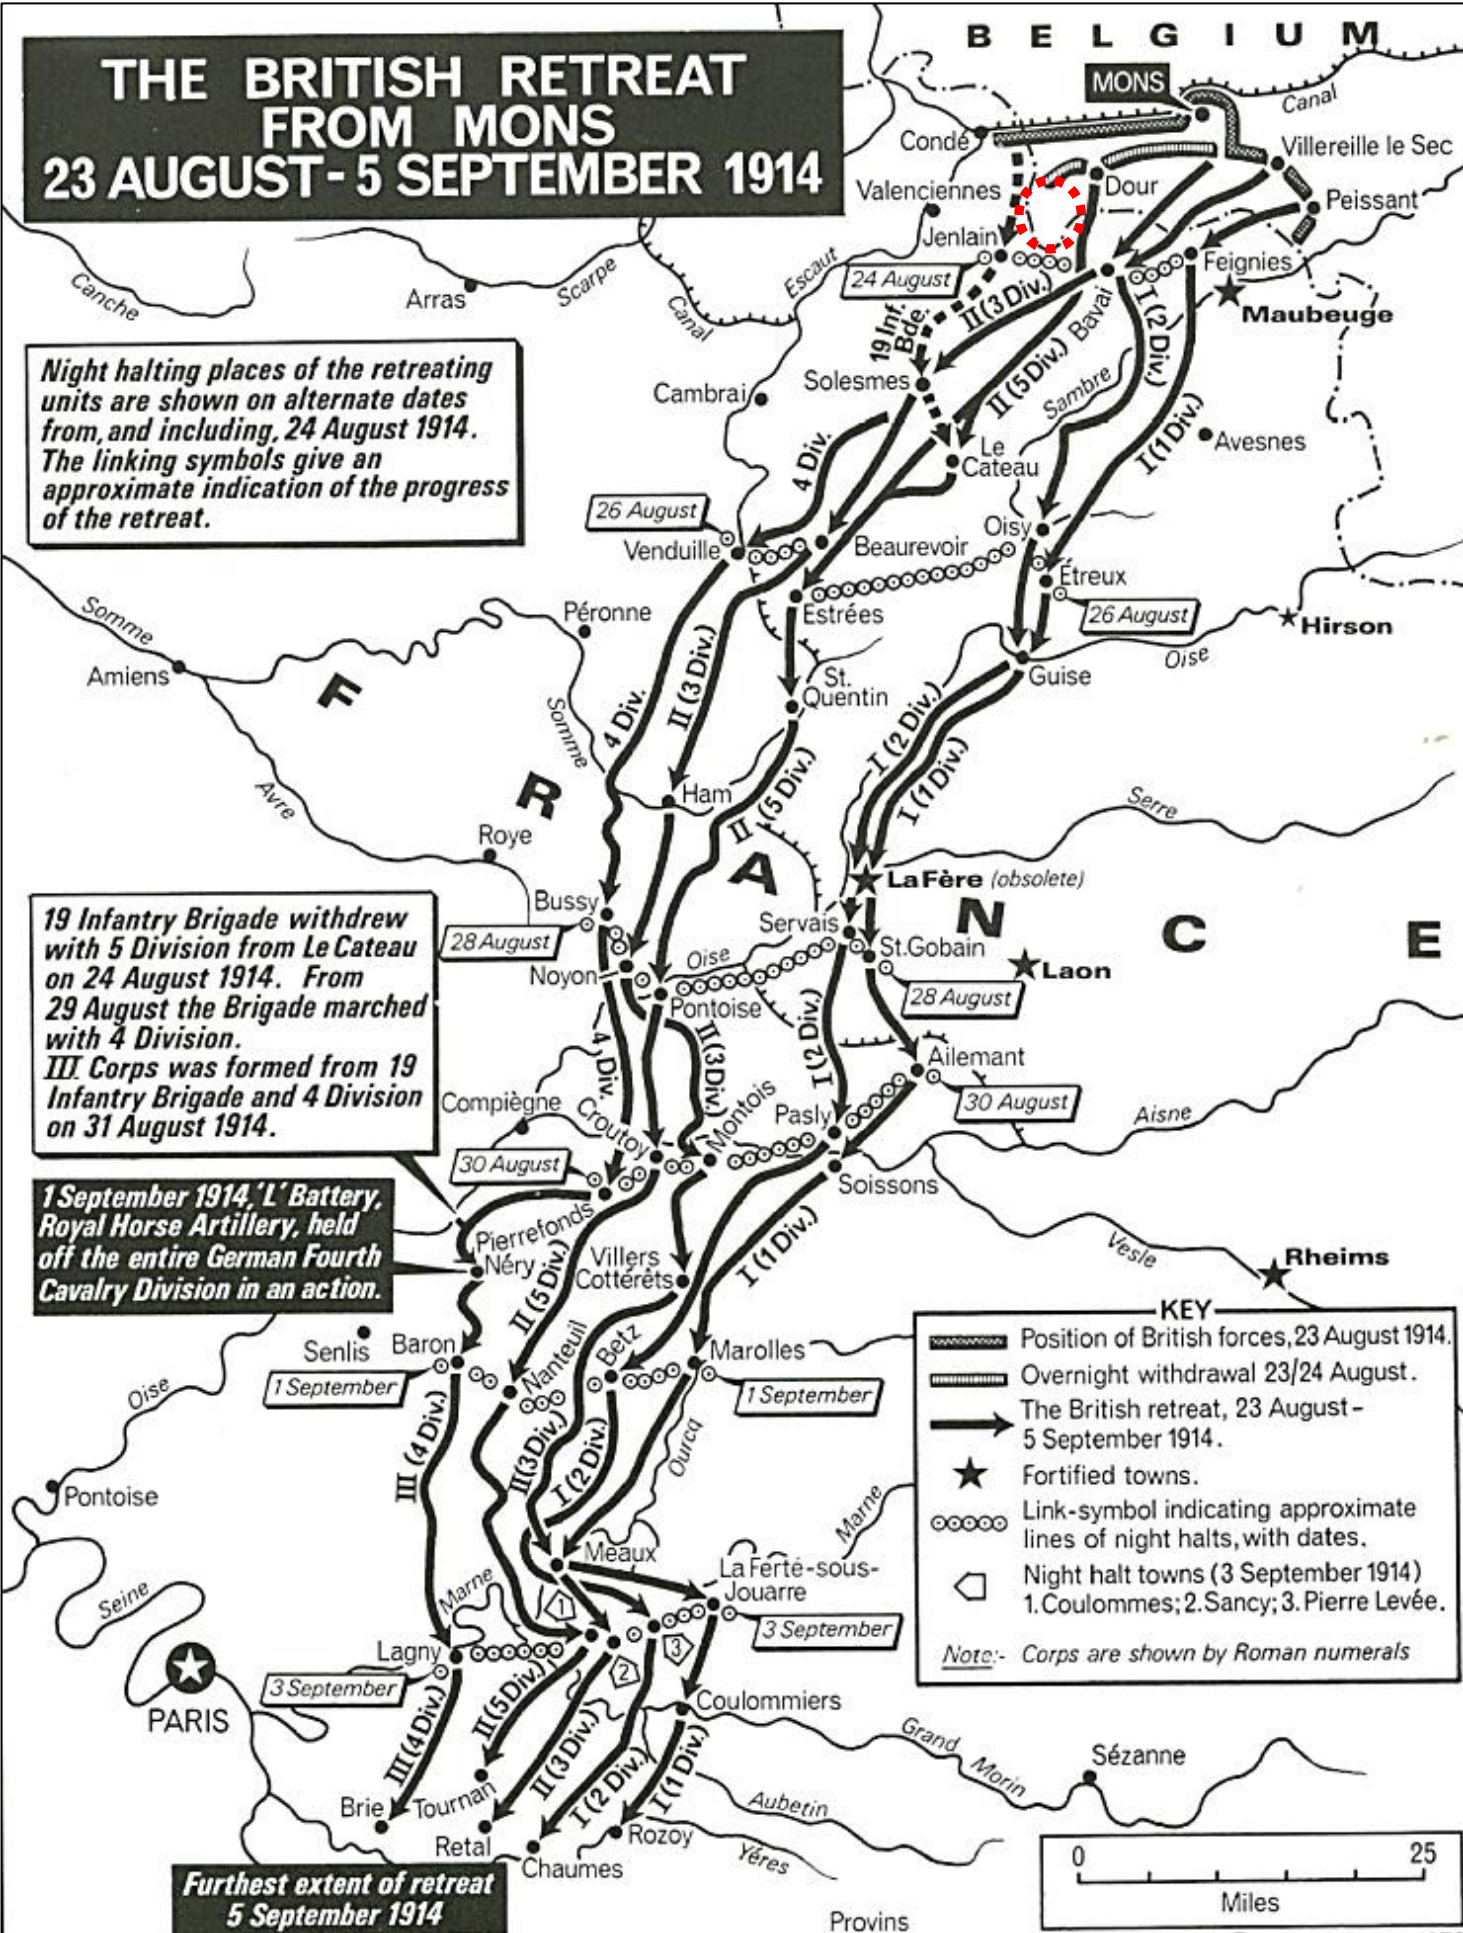 THE BRITISH RETREAT
FROM MONS
23 AUGUST - 5 SEPTEMBER 1914
BELGIUM
MONS
Canal
Condé
Villereille le Sec
Valenciennes
Dour
Peissant
Jenlain
Feignies
24 August
Escaut
Maubeuge
Bavai
II (3 Div.)
I (2 Div.)
19 Inf.
Bde.
II (5 Div.)
Canche
Arras
Scarpe
Canal
Sambre
Solesmes
Cambrai
I (1 Div.)
Avesnes
Le
Cateau
4 Div.
Night halting places of the retreating
units are shown on alternate dates
from, and including, 24 August 1914.
The linking symbols give an
approximate indication of the progress
of the retreat.
26 August
Venduille
Beaurevoir
Oisy
Étreux
26 August
Estrées
Hirson
Oise
Guise
Somme
Péronne
Amiens
St.
Quentin
FRANCE
4 Div.
II (3 Div.)
Somme
I (2 Div.)
I (1 Div.)
Ham
II (5 Div.)
Avre
Roye
Serre
La Fère (obsolete)
Bussy
Servais
28 August
St. Gobain
Laon
Noyon
Oise
Pontoise
28 August
19 Infantry Brigade withdrew
with 5 Division from Le Cateau
on 24 August 1914. From
29 August the Brigade marched
with 4 Division.
III Corps was formed from 19
Infantry Brigade and 4 Division
on 31 August 1914.
4 Div.
II (3 Div.)
I (2 Div.)
Ailemant
30 August
Aisne
Compiègne
Croutoy
Montois
Pasly
30 August
Soissons
1 September 1914, 'L' Battery,
Royal Horse Artillery, held
off the entire German Fourth
Cavalry Division in an action.
Pierrefonds
Néry
Villers
Cottérêts
I (1 Div.)
Vesle
Rheims
II (5 Div.)
Senlis
Baron
Nanteuil
Betz
Marolles
1 September
1 September
Oise
Pontoise
III (4 Div.)
II (3 Div.)
I (2 Div.)
Ourcq
Marne
KEY
Position of British forces, 23 August 1914.
Overnight withdrawal 23/24 August.
The British retreat, 23 August -
5 September 1914.
Fortified towns.
Link-symbol indicating approximate
lines of night halts, with dates.
Night halt towns (3 September 1914)
1. Coulommes; 2. Sancy; 3. Pierre Levée.
Note:- Corps are shown by Roman numerals
Meaux
La Ferté-sous-
Jouarre
Marne
1
2
3
3 September
Seine
Lagny
3 September
PARIS
Coulommiers
III (4 Div.)
II (5 Div.)
II (3 Div.)
I (2 Div.)
I (1 Div.)
Grand Morin
Sézanne
Aubetin
Brie
Tournan
Retal
Chaumes
Rozoy
Yéres
Provins
Furthest extent of retreat
5 September 1914
0 25
Miles